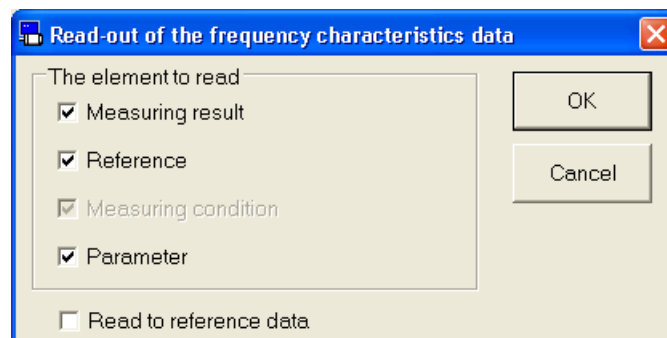 Read-out of the frequency characteristics data
The element to read
Measuring result
Reference
Measuring condition
Parameter
Read to reference data
OK
Cancel